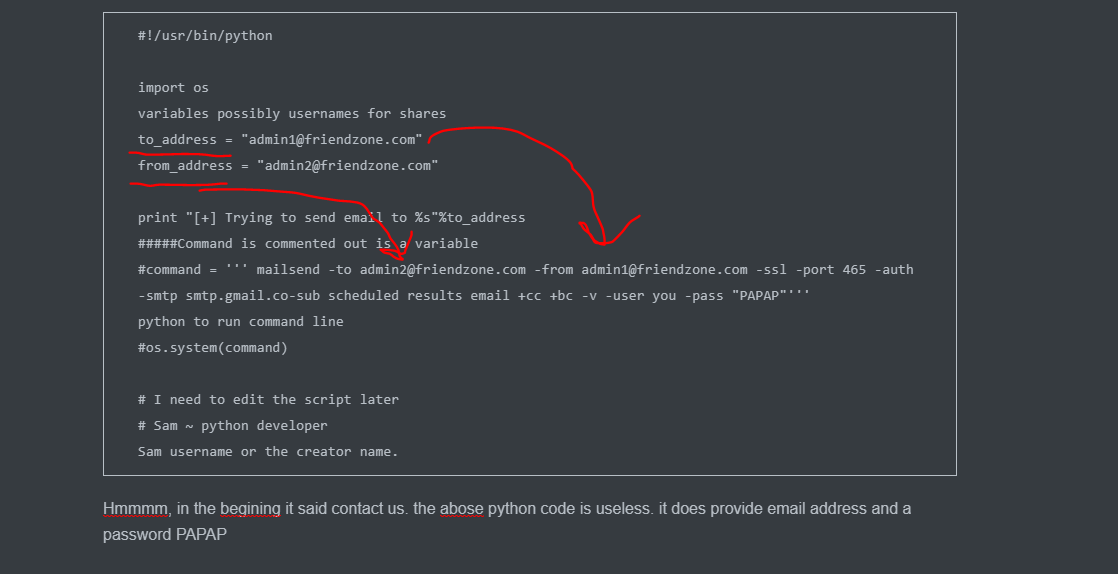 #!/usr/bin/python
import os
variables possibly usernames for shares
to_address = "admin1@friendzone.com"
from_address = "admin2@friendzone.com"
print "[+] Trying to send email to %s"%to_address
#####Command is commented out is a variable
#command = ''' mailsend -to admin2@friendzone.com -from admin1@friendzone.com -ssl -port 465 -auth
-smtp smtp.gmail.co-sub scheduled results email +cc +bc -v -user you -pass "PAPAP"'''
python to run command line
#os.system(command)
# I need to edit the script later
# Sam ~ python developer
Sam username or the creator name.
Hmmmm, in the begining it said contact us. the abose python code is useless. it does provide email address and a
password PAPAP